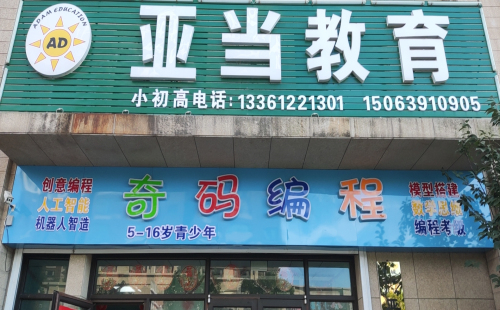 ADAM EDUCATION
AD
亚当教育
小初高电话:13361221301 15063910905
创意编程
人工智能
机器人智造
奇码编程
5-16岁青少年
模型搭建
数字思维
编程考级